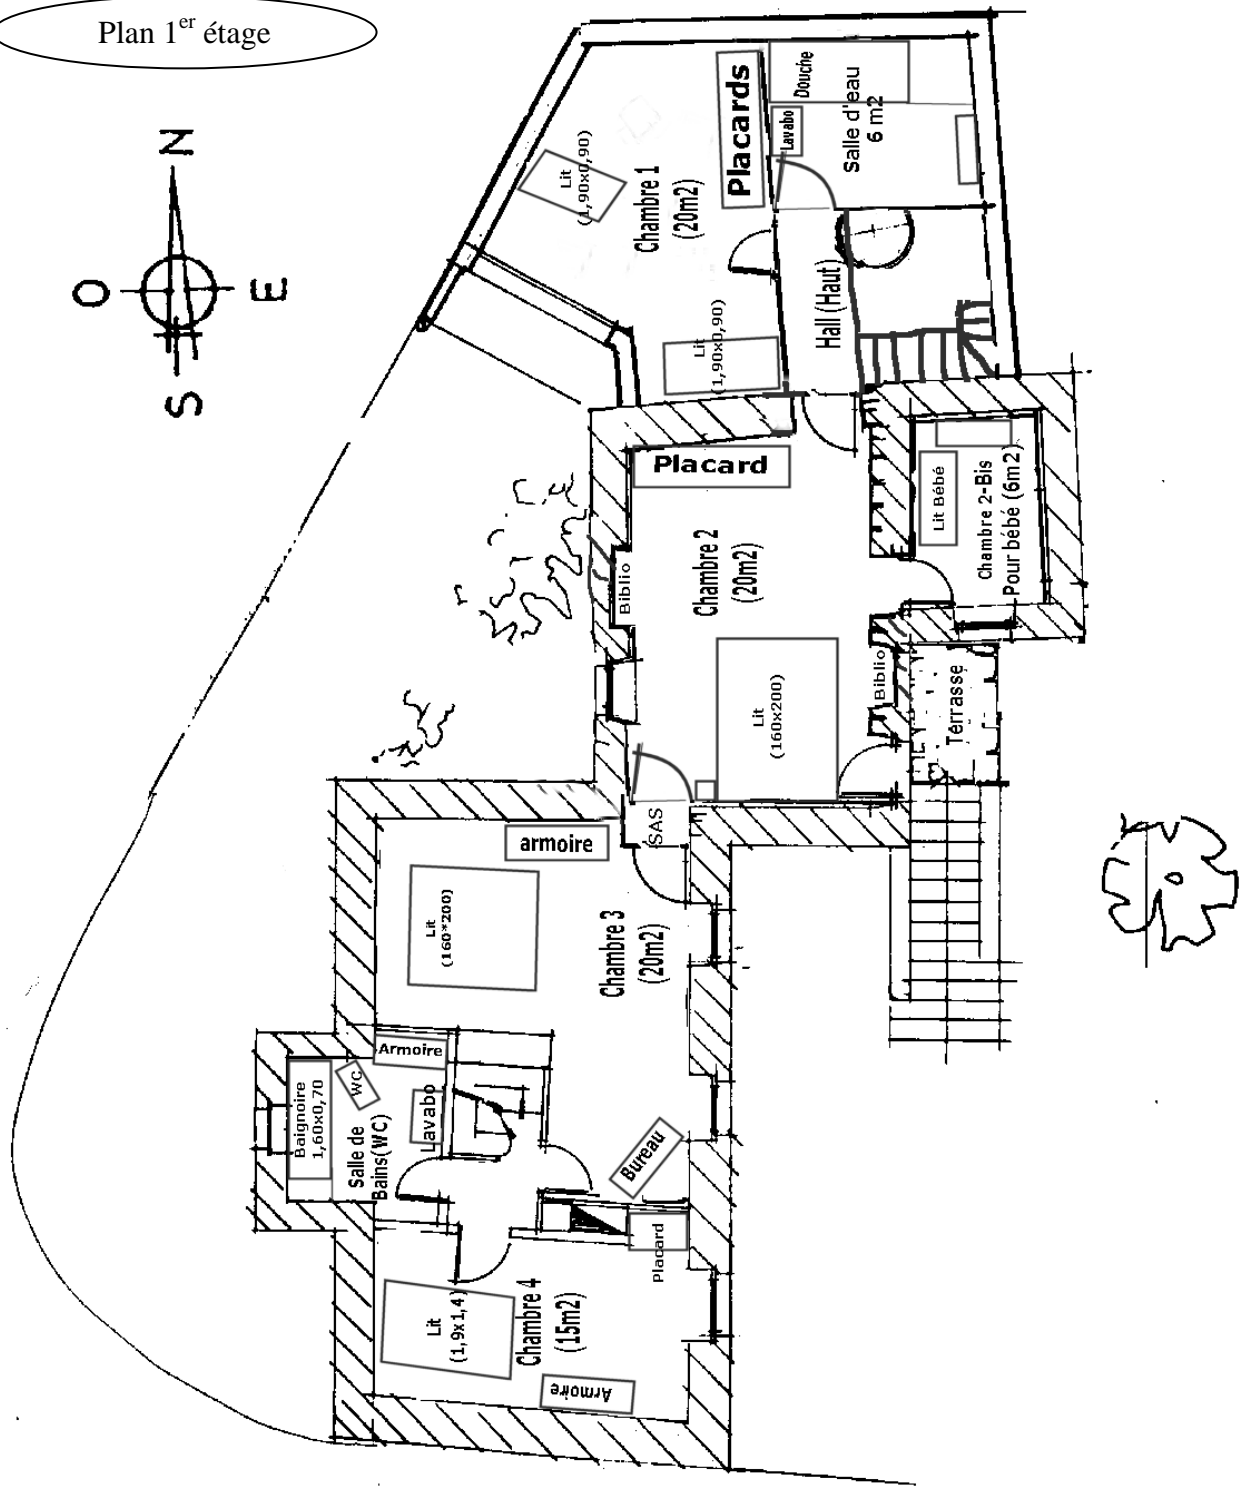 Plan 1er étage
N
O
E
S
Placards
Douche
Lavabo
Salle d'eau
6 m2
Lit
(1,90x0,90)
Chambre 1
(20m2)
Lit
(1,90x0,90)
Hall (Haut)
Placard
Biblio
Chambre 2
(20m2)
Lit Bébé
Chambre 2-Bis
Pour bébé (6m2)
Lit
(160x200)
Biblio
Terrasse
SAS
armoire
Lit
(160*200)
Chambre 3
(20m2)
Armoire
WC
Baignoire
1,60x0,70
Lavabo
Salle de
Bains(WC)
Bureau
Placard
Lit
(1,9x1,4)
Chambre 4
(15m2)
Armoire